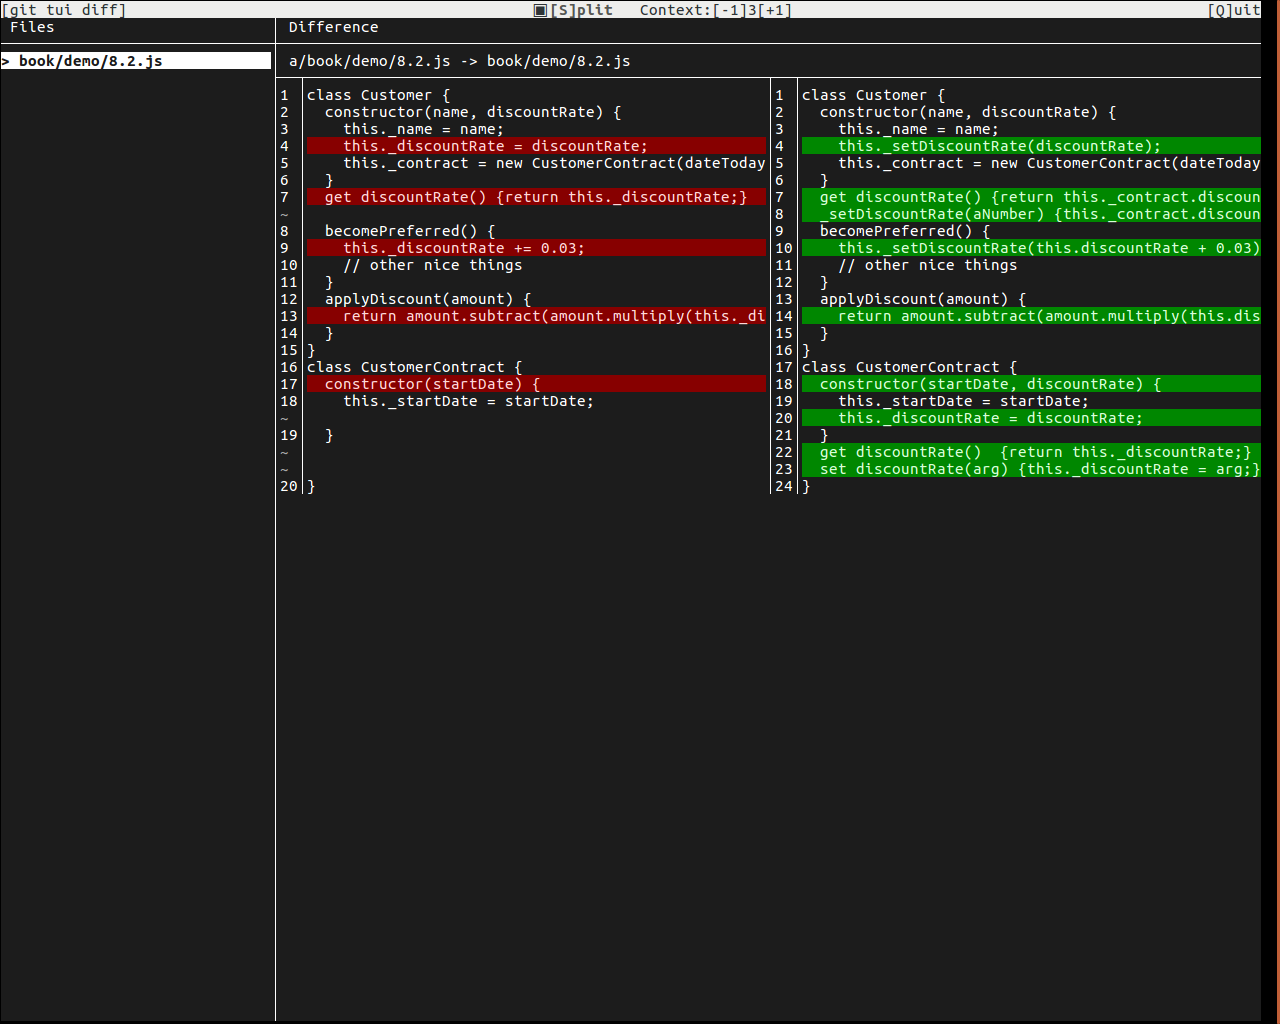 [git tui diff] ▣[S]plit Context:[-1]3[+1] [Q]uit
Files
> book/demo/8.2.js
Difference
a/book/demo/8.2.js -> book/demo/8.2.js
1 class Customer {
2   constructor(name, discountRate) {
3     this._name = name;
4     this._discountRate = discountRate;
5     this._contract = new CustomerContract(dateToday
6   }
7   get discountRate() {return this._discountRate;}
~
8   becomePreferred() {
9     this._discountRate += 0.03;
10     // other nice things
11   }
12   applyDiscount(amount) {
13     return amount.subtract(amount.multiply(this._di
14   }
15 }
16 class CustomerContract {
17   constructor(startDate) {
18     this._startDate = startDate;
~
19   }
~
~
20 }
1 class Customer {
2   constructor(name, discountRate) {
3     this._name = name;
4     this._setDiscountRate(discountRate);
5     this._contract = new CustomerContract(dateToday
6   }
7   get discountRate() {return this._contract.discoun
8   _setDiscountRate(aNumber) {this._contract.discoun
9   becomePreferred() {
10     this._setDiscountRate(this.discountRate + 0.03)
11     // other nice things
12   }
13   applyDiscount(amount) {
14     return amount.subtract(amount.multiply(this.dis
15   }
16 }
17 class CustomerContract {
18   constructor(startDate, discountRate) {
19     this._startDate = startDate;
20     this._discountRate = discountRate;
21   }
22   get discountRate()  {return this._discountRate;}
23   set discountRate(arg) {this._discountRate = arg;}
24 }